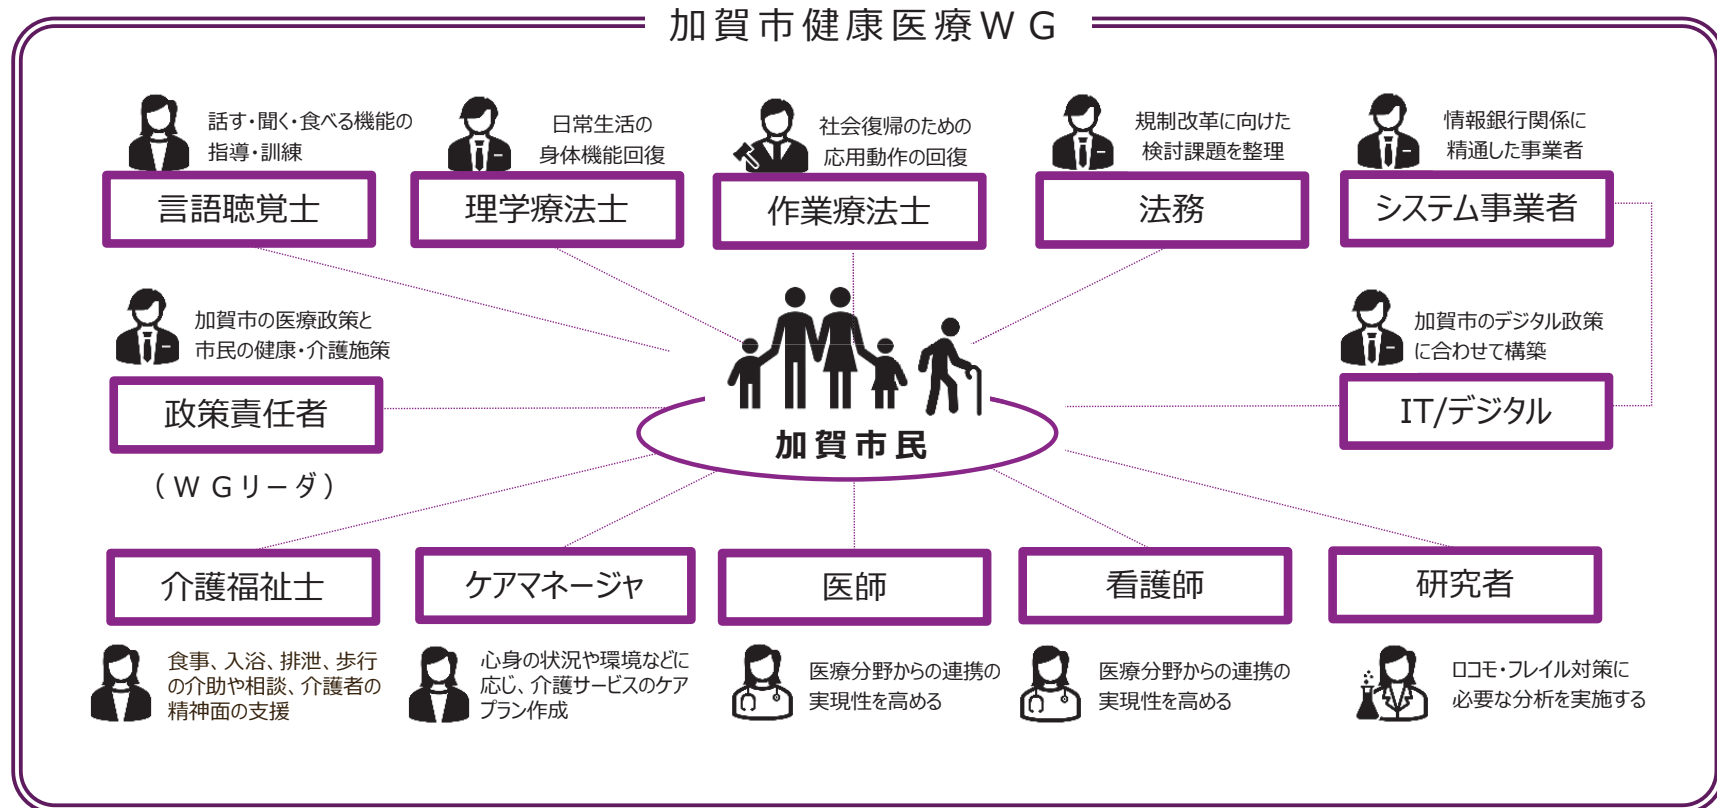 加賀市健康医療WG
話す・聞く・食べる機能の
指導・訓練
言語聴覚士
日常生活の
身体機能回復
理学療法士
社会復帰のための
応用動作の回復
作業療法士
規制改革に向けた
検討課題を整理
法務
情報銀行関係に
精通した事業者
システム事業者
加賀市の医療政策と
市民の健康・介護施策
政策責任者
（WGリーダ）
加賀市民
加賀市のデジタル政策
に合わせて構築
IT/デジタル
介護福祉士
食事、入浴、排泄、歩行
の介助や相談、介護者の
精神面の支援
ケアマネージャ
心身の状況や環境などに
応じ、介護サービスのケア
プラン作成
医師
医療分野からの連携の
実現性を高める
看護師
医療分野からの連携の
実現性を高める
研究者
ロコモ・フレイル対策に
必要な分析を実施する